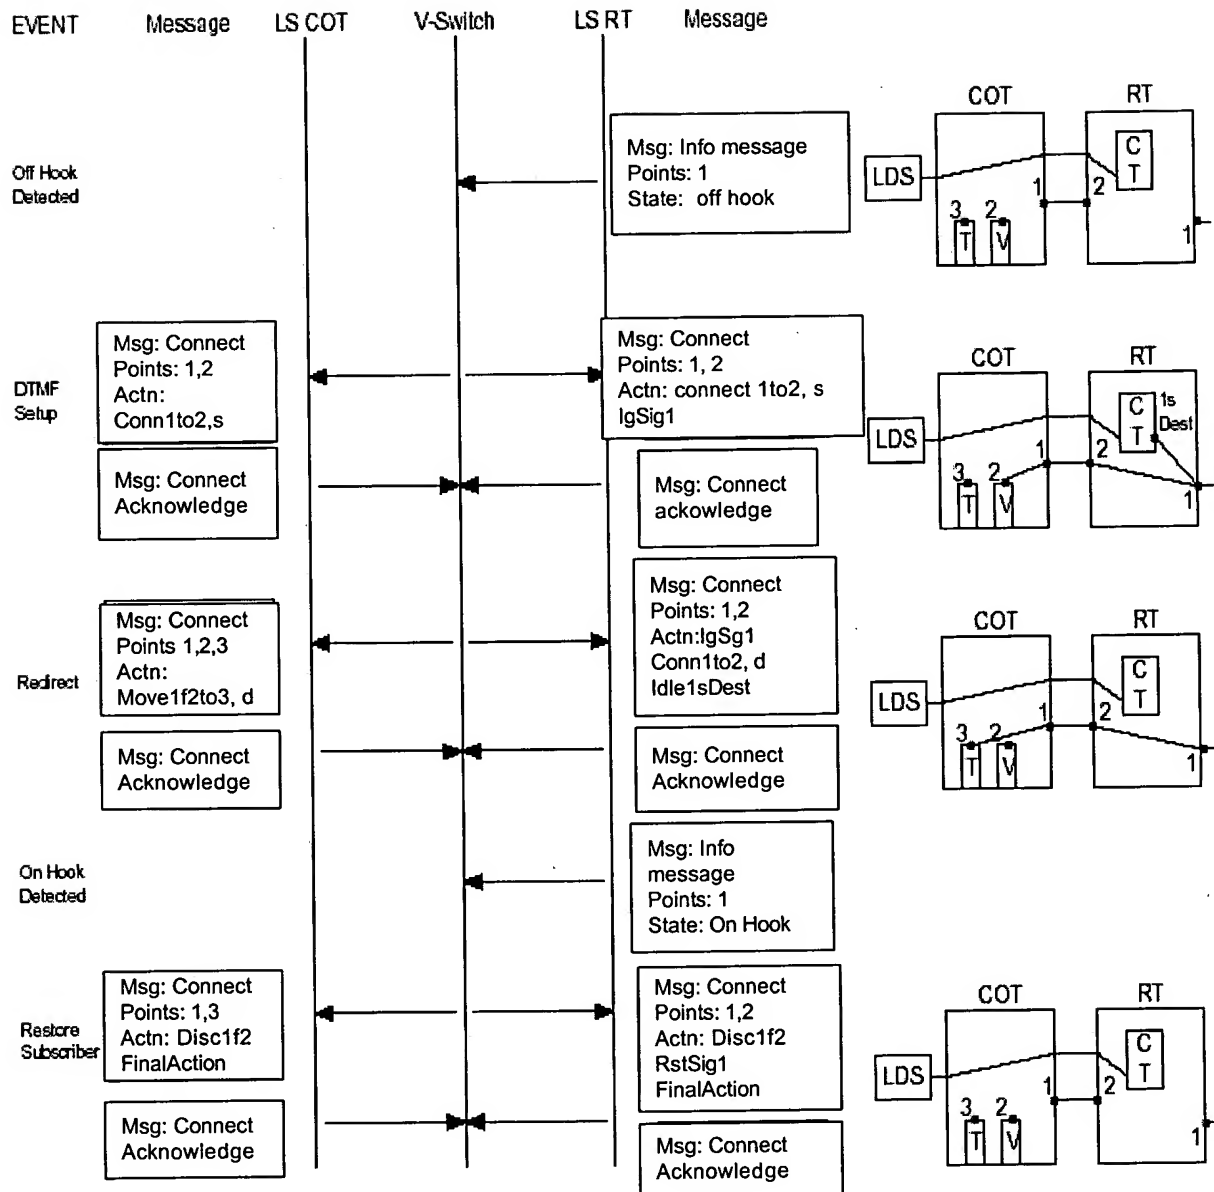 EVENT Message LS COT V-Switch LS RT Message
Off Hook
Detected
Msg: Info message
Points: 1
State: off hook
COT RT
LDS
C
T
1 2
3 2
T V
1
DTMF
Setup
Msg: Connect
Points: 1,2
Actn:
Conn1to2,s
Msg: Connect
Points: 1, 2
Actn: connect 1to2, s
IgSig1
Msg: Connect
Acknowledge
Msg: Connect
ackowledge
COT RT
LDS
C
T
1s
Dest
1 2
3 2
T V
1
Redirect
Msg: Connect
Points 1,2,3
Actn:
Move1f2to3, d
Msg: Connect
Points: 1,2
Actn:IgSg1
Conn1to2, d
Idle1sDest
Msg: Connect
Acknowledge
Msg: Connect
Acknowledge
COT RT
LDS
C
T
1 2
3 2
T V
1
On Hook
Detected
Msg: Info
message
Points: 1
State: On Hook
Restore
Subscriber
Msg: Connect
Points: 1,3
Actn: Disc1f2
FinalAction
Msg: Connect
Points: 1,2
Actn: Disc1f2
RstSig1
FinalAction
Msg: Connect
Acknowledge
Msg: Connect
Acknowledge
COT RT
LDS
C
T
1 2
3 2
T V
1